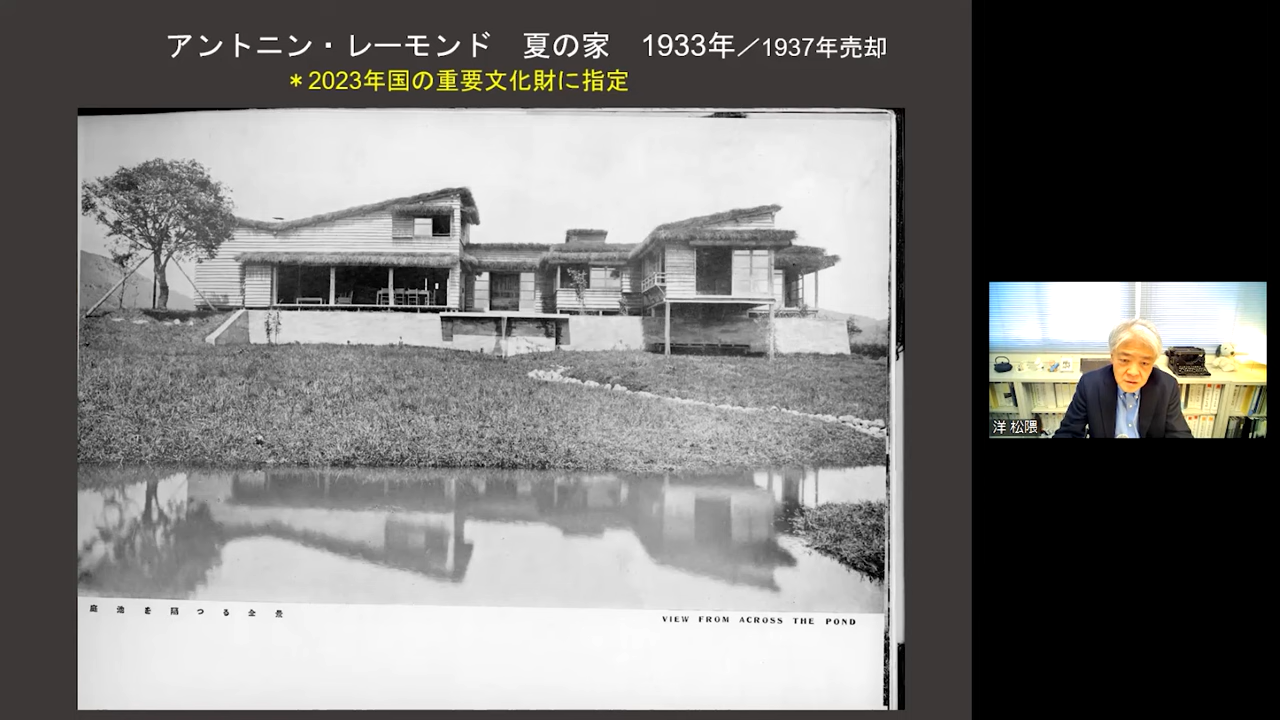 アントニン・レーモンド　夏の家　1933年／1937年売却
＊2023年国の重要文化財に指定
庭池を隔つる全景
VIEW FROM ACROSS THE POND
洋 松隈